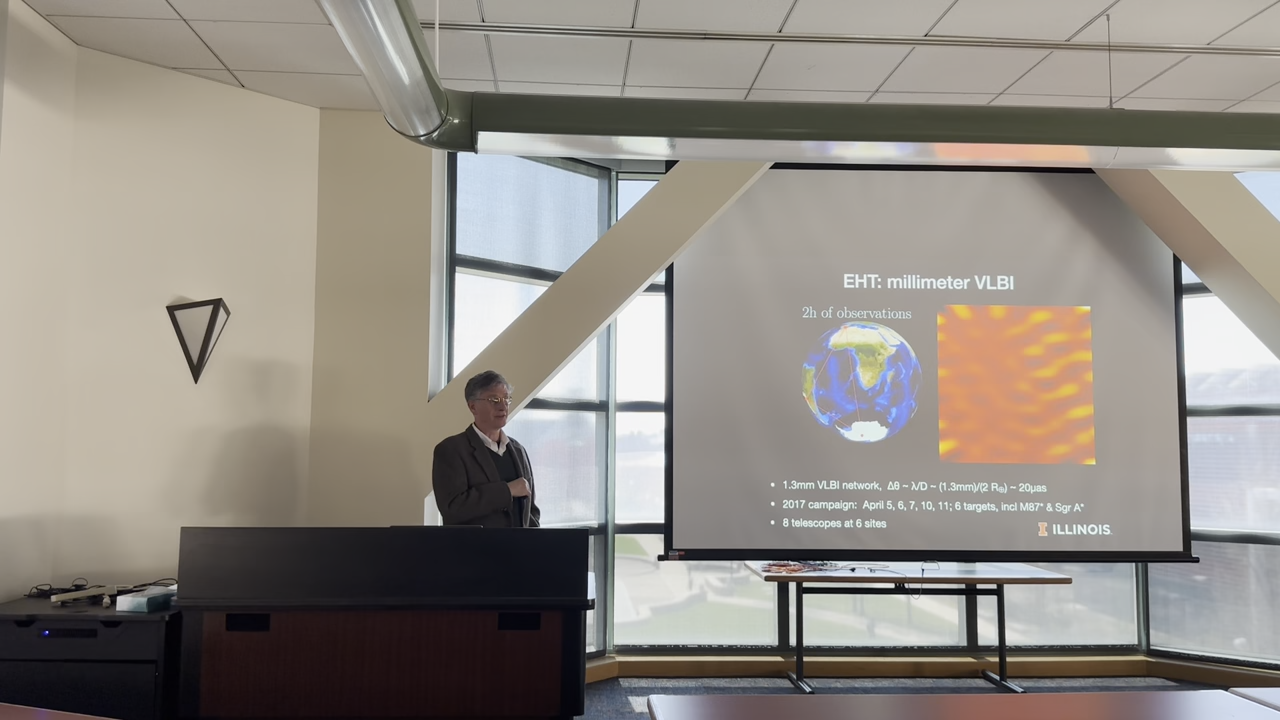 EHT: millimeter VLBI
2h of observations
• 1.3mm VLBI network, Δθ ~ λ/D ~ (1.3mm)/(2 R⊕) ~ 20μas
• 2017 campaign: April 5, 6, 7, 10, 11; 6 targets, incl M87* & Sgr A*
• 8 telescopes at 6 sites
I ILLINOIS